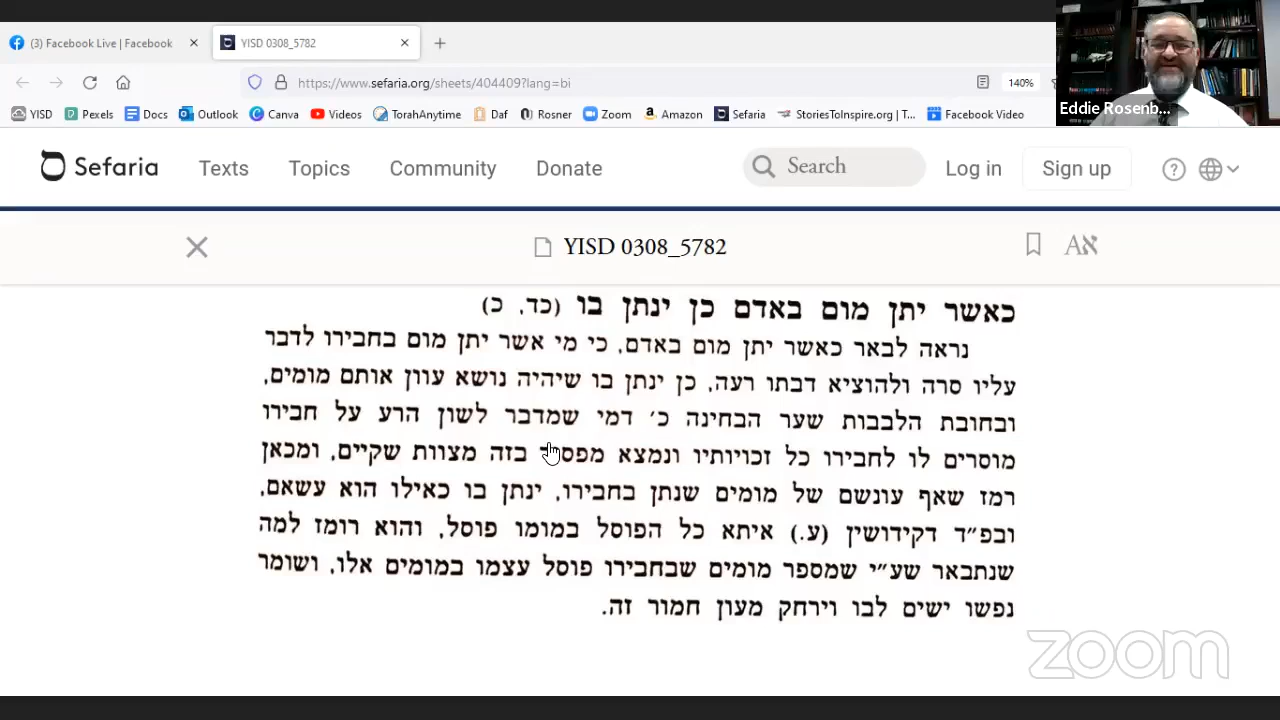 (3) Facebook Live | Facebook
YISD 0308_5782
https://www.sefaria.org/sheets/404409?lang=bi
140%
YISD
Pexels
Docs
Outlook
Canva
Videos
TorahAnytime
Daf
Rosner
Zoom
Amazon
Sefaria
StoriesToInspire.org | T...
Facebook Video
Eddie Rosenb...
Sefaria
Texts
Topics
Community
Donate
Search
Log in
Sign up
YISD 0308_5782
Aא
כאשר יתן מום באדם כן ינתן בו (כד, כ)
נראה לבאר כאשר יתן מום באדם, כי מי אשר יתן מום בחבירו לדבר
עליו סרה ולהוציא דבתו רעה, כן ינתן בו שיהיה נושא עוון אותם מומים,
ובחובת הלבבות שער הבחינה כ׳ דמי שמדבר לשון הרע על חבירו
מוסרים לו לחבירו כל זכויותיו ונמצא מפסיד בזה מצוות שקיים, ומכאן
רמז שאף עונשם של מומים שנתן בחבירו, ינתן בו כאילו הוא עשאם,
ובפ״ד דקידושין (ע.) איתא כל הפוסל במומו פוסל, והוא רומז למה
שנתבאר שע״י שמספר מומים שבחבירו פוסל עצמו במומים אלו, ושומר
נפשו ישים לבו וירחק מעון חמור זה.
zoom